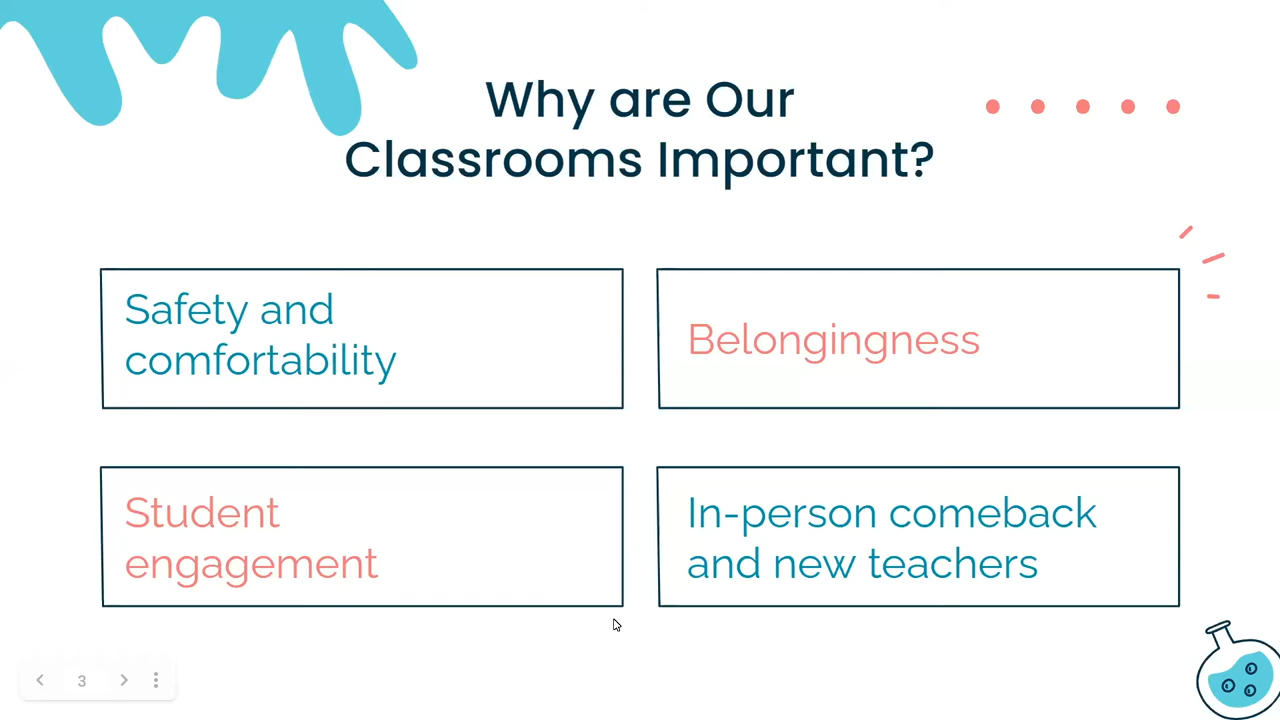 Why are Our
Classrooms Important?
Safety and
comfortability
Belongingness
Student
engagement
In-person comeback
and new teachers
3